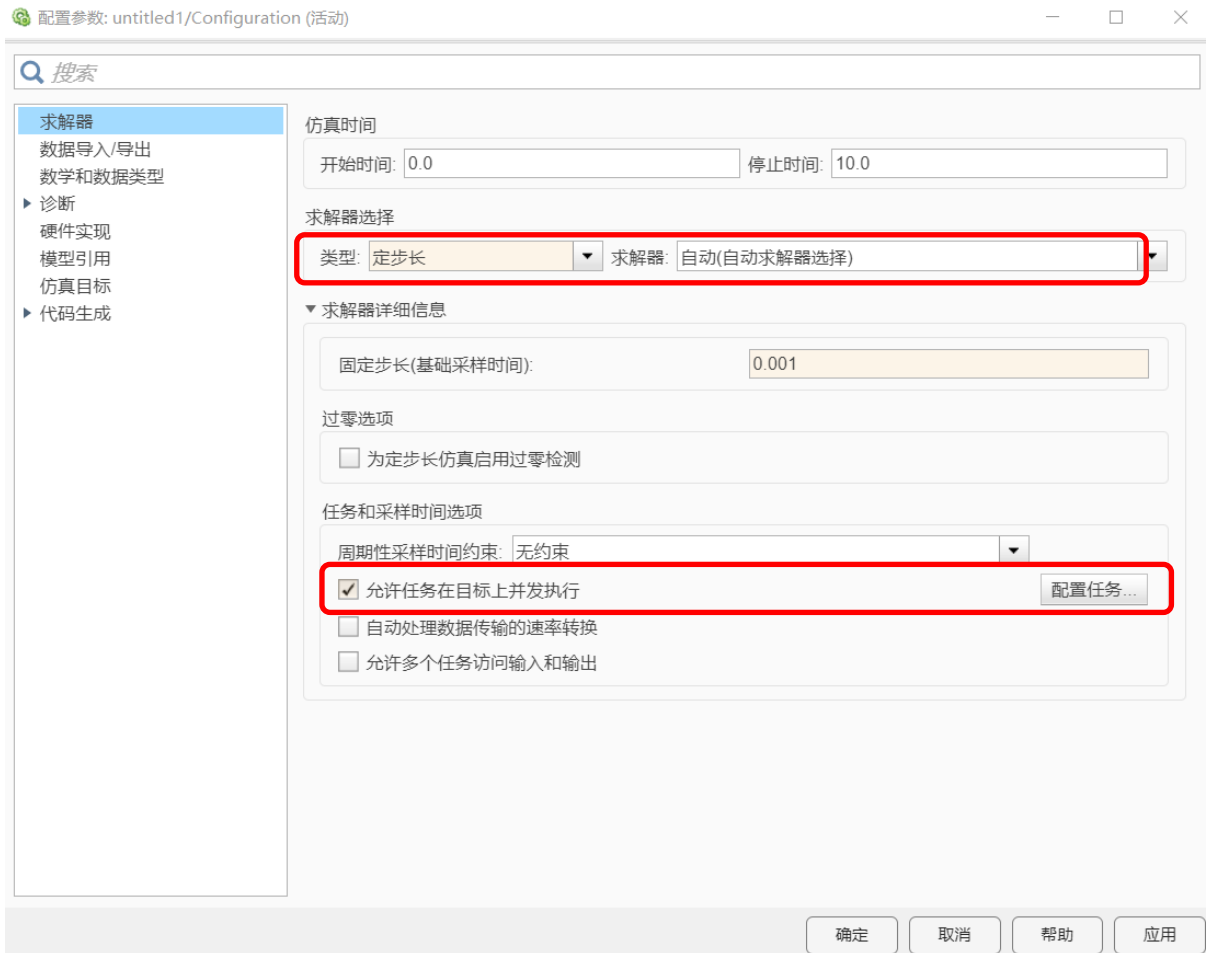 配置参数: untitled1/Configuration (活动)
搜索
求解器
数据导入/导出
数学和数据类型
诊断
硬件实现
模型引用
仿真目标
代码生成
仿真时间
开始时间: 0.0 停止时间: 10.0
求解器选择
类型: 定步长 求解器: 自动(自动求解器选择)
求解器详细信息
固定步长(基础采样时间): 0.001
过零选项
为定步长仿真启用过零检测
任务和采样时间选项
周期性采样时间约束: 无约束
允许任务在目标上并发执行 配置任务...
自动处理数据传输的速率转换
允许多个任务访问输入和输出
确定 取消 帮助 应用